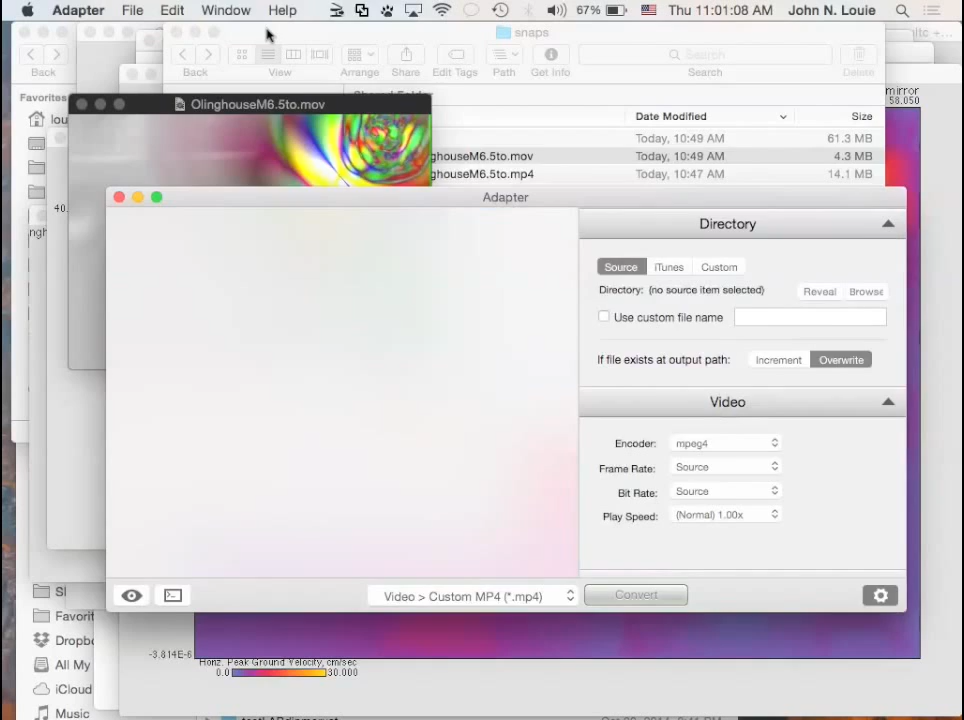 Adapter File Edit Window Help 67% Thu 11:01:08 AM John N. Louie
snaps
Back View Arrange Share Edit Tags Path Get Info Search Delete
Search
Back
Favorites
lou
OlinghouseM6.5to.mov
Date Modified Size
Today, 10:49 AM 61.3 MB
ghouseM6.5to.mov Today, 10:49 AM 4.3 MB
ghouseM6.5to.mp4 Today, 10:47 AM 14.1 MB
mirror
58.050
40.
Adapter
Directory
Source iTunes Custom
Directory: (no source item selected) Reveal Browse
Use custom file name
If file exists at output path: Increment Overwrite
Video
Encoder: mpeg4
Frame Rate: Source
Bit Rate: Source
Play Speed: (Normal) 1.00x
Video > Custom MP4 (*.mp4) Convert
Favorit
Dropbo
All My
iCloud
Music
-3.814E-6
Horz. Peak Ground Velocity, cm/sec
0.0 30.000